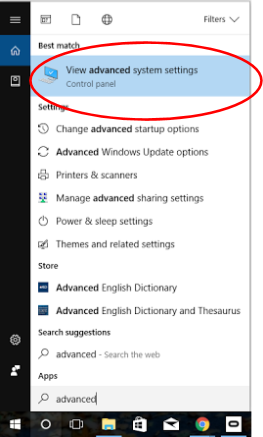 Filters
Best match
View advanced system settings
Control panel
Settings
Change advanced startup options
Advanced Windows Update options
Printers & scanners
Manage advanced sharing settings
Power & sleep settings
Themes and related settings
Store
Advanced English Dictionary
Advanced English Dictionary and Thesaurus
Search suggestions
advanced - Search the web
Apps
advanced